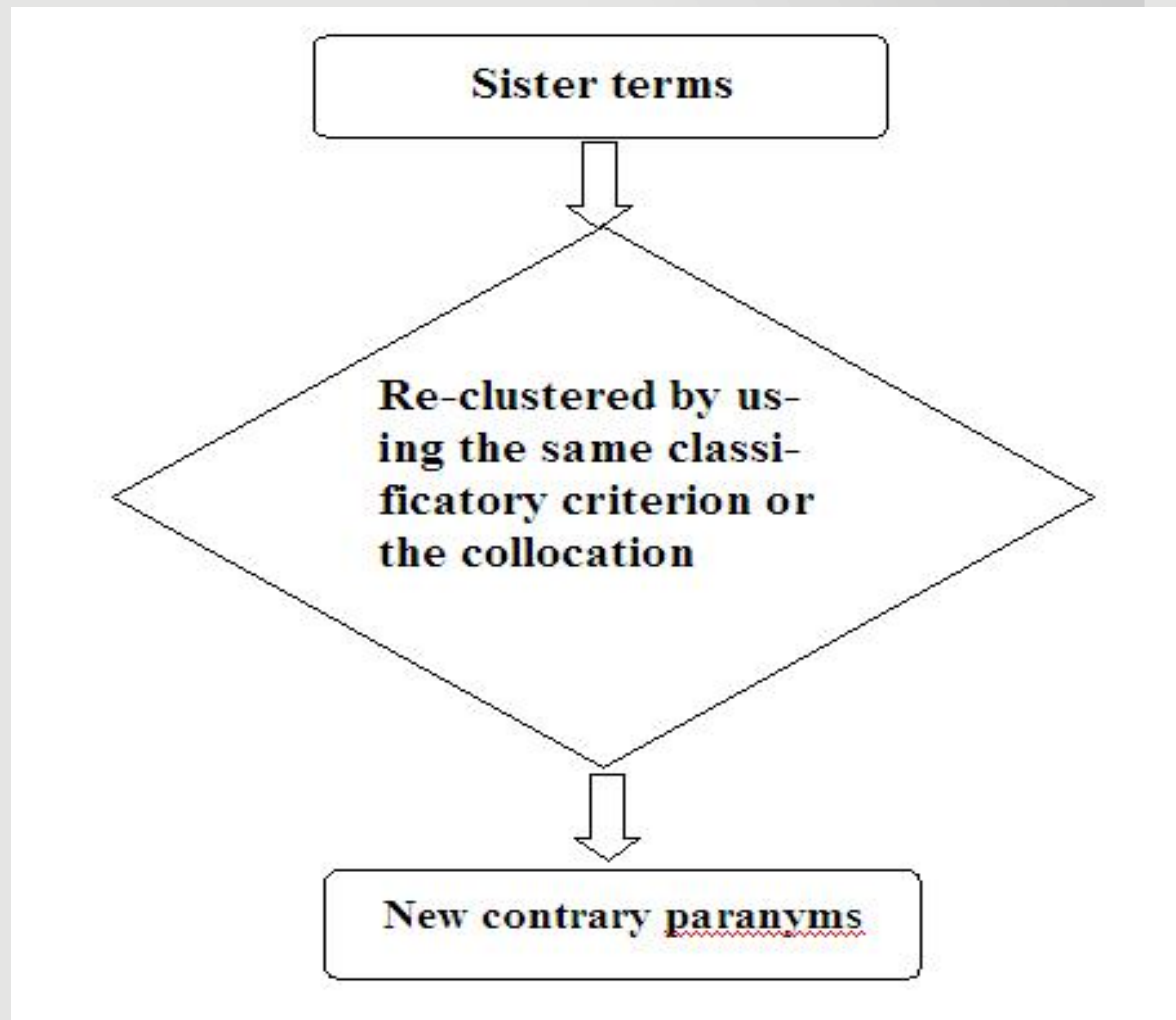 Sister terms
Re-clustered by us-
ing the same classi-
ficatory criterion or
the collocation
New contrary paranyms